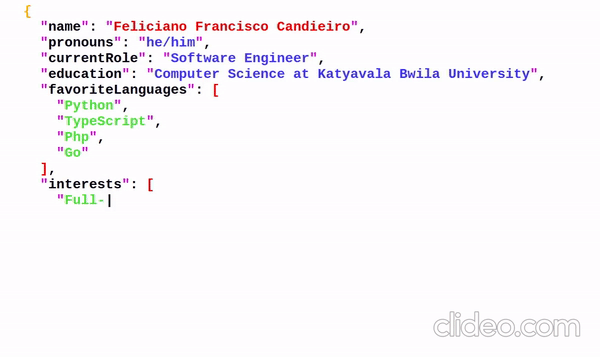 {
  "name": "Feliciano Francisco Candieiro",
  "pronouns": "he/him",
  "currentRole": "Software Engineer",
  "education": "Computer Science at Katyavala Bwila University",
  "favoriteLanguages": [
    "Python",
    "TypeScript",
    "Php",
    "Go"
  ],
  "interests": [
    "Full-|
clideo.com